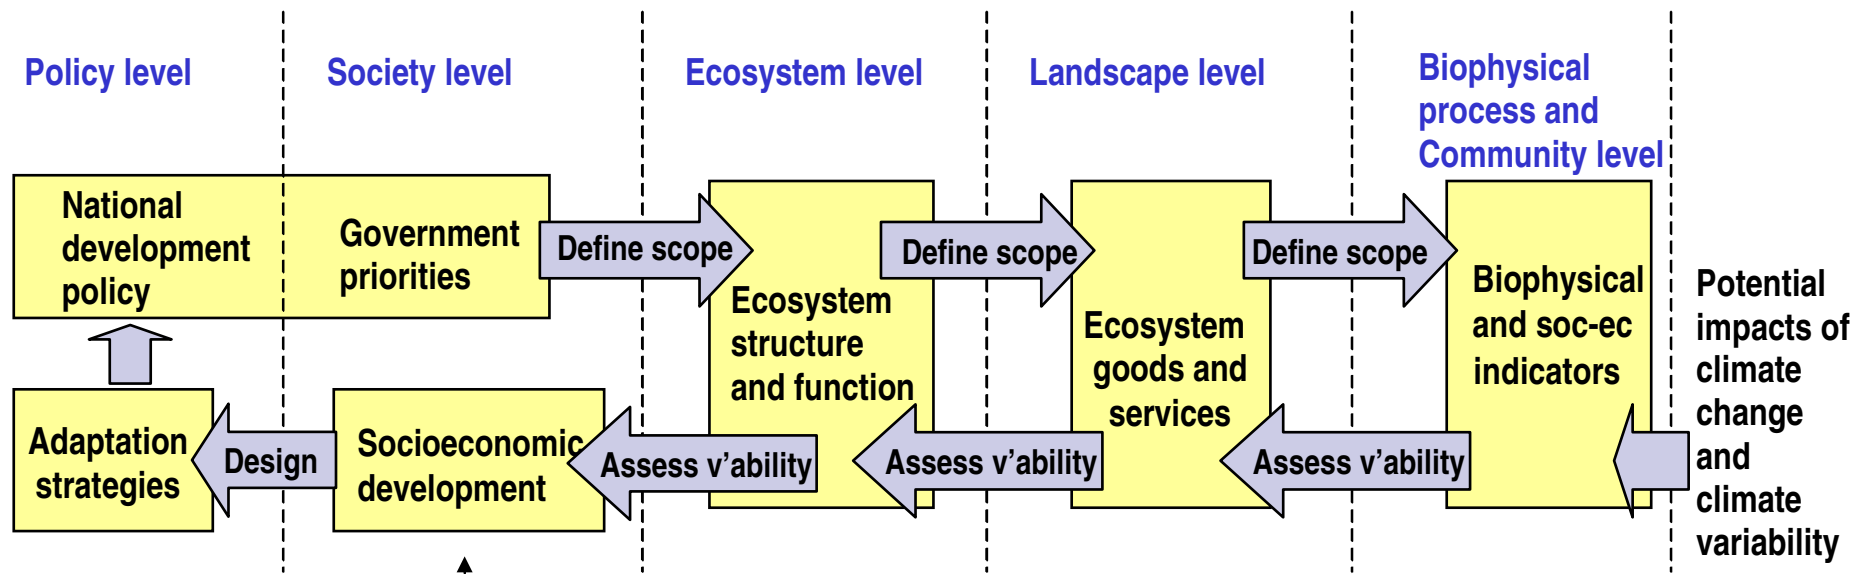 Policy level
Society level
Ecosystem level
Landscape level
Biophysical
process and
Community level
National
development
policy
Government
priorities
Define scope
Ecosystem
structure
and function
Define scope
Ecosystem
goods and
services
Define scope
Biophysical
and soc-ec
indicators
Potential
impacts of
climate
change
and
climate
variability
Adaptation
strategies
Design
Socioeconomic
development
Assess v'ability
Assess v'ability
Assess v'ability